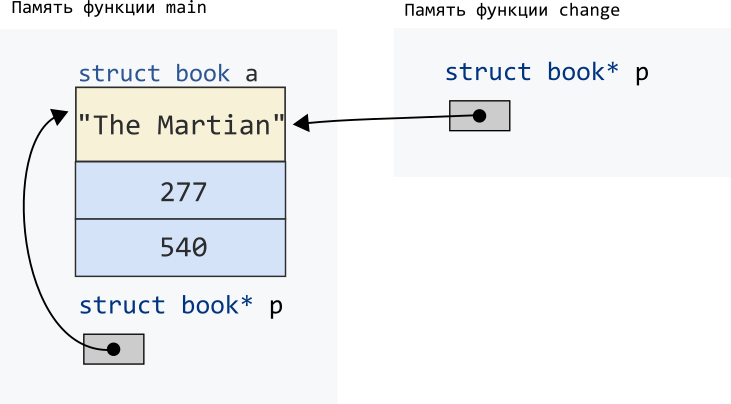 Память функции main
struct book a
"The Martian"
277
540
struct book* p
Память функции change
struct book* p